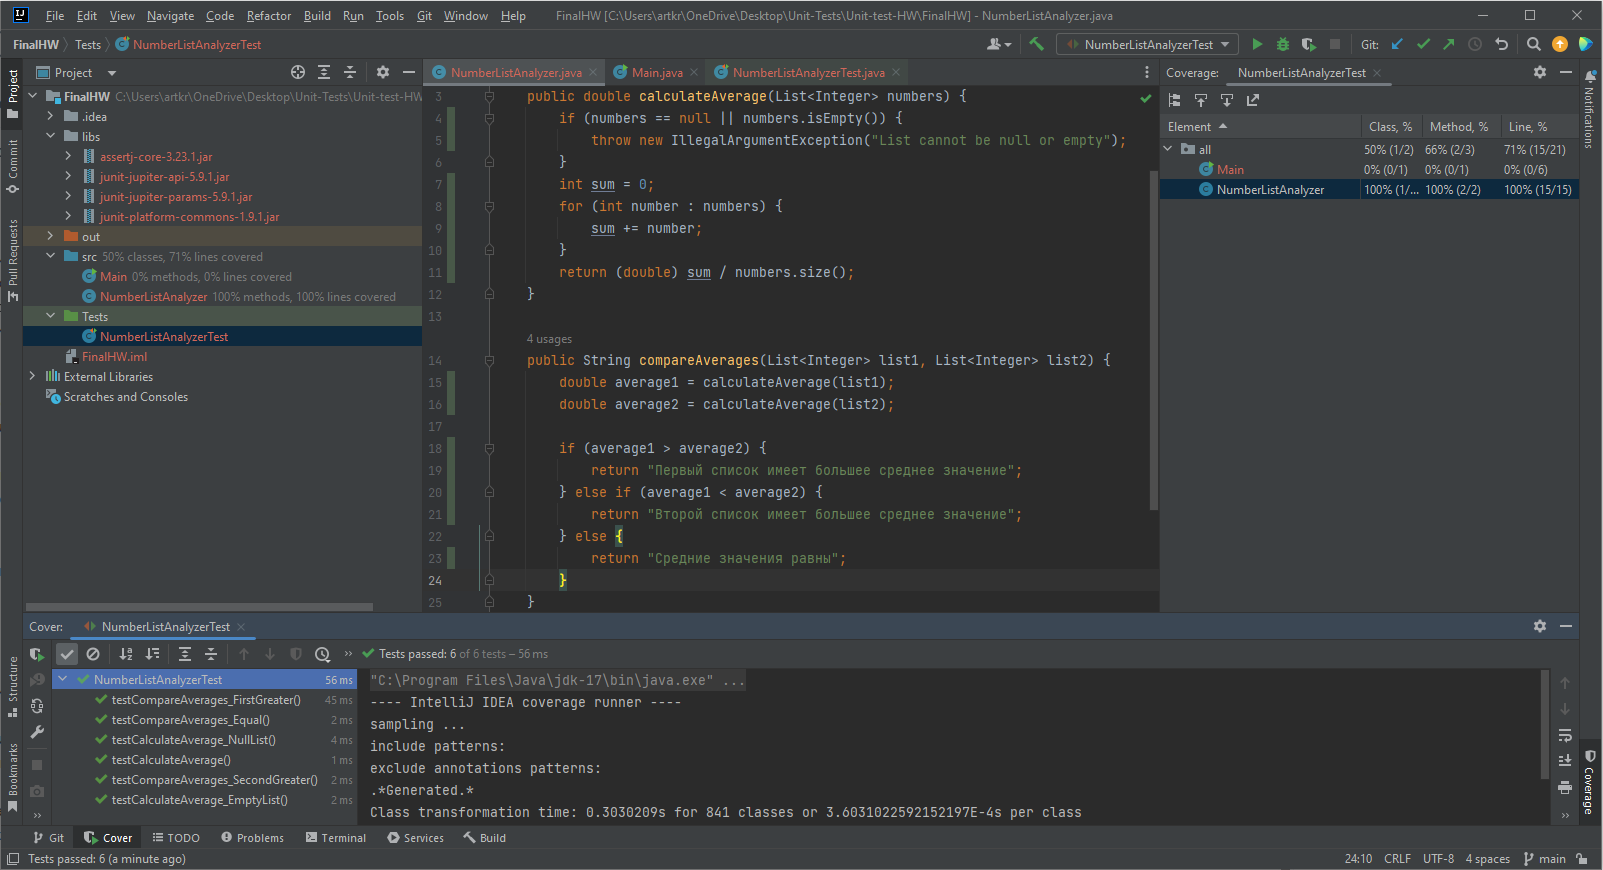 File Edit View Navigate Code Refactor Build Run Tools Git Window Help FinalHW [C:\Users\artkr\OneDrive\Desktop\Unit-Tests\Unit-test-HW\FinalHW] - NumberListAnalyzer.java
FinalHW Tests NumberListAnalyzerTest NumberListAnalyzerTest Git:
Project
NumberListAnalyzer.java Main.java NumberListAnalyzerTest.java
Coverage: NumberListAnalyzerTest
Project
Commit
Pull Requests
Structure
Bookmarks
FinalHW C:\Users\artkr\OneDrive\Desktop\Unit-Tests\Unit-test-HW
.idea
libs
assertj-core-3.23.1.jar
junit-jupiter-api-5.9.1.jar
junit-jupiter-params-5.9.1.jar
junit-platform-commons-1.9.1.jar
out
src 50% classes, 71% lines covered
Main 0% methods, 0% lines covered
NumberListAnalyzer 100% methods, 100% lines covered
Tests
NumberListAnalyzerTest
FinalHW.iml
External Libraries
Scratches and Consoles
3 public double calculateAverage(List<Integer> numbers) {
4 if (numbers == null || numbers.isEmpty()) {
5 throw new IllegalArgumentException("List cannot be null or empty");
6 }
7 int sum = 0;
8 for (int number : numbers) {
9 sum += number;
10 }
11 return (double) sum / numbers.size();
12 }
13
4 usages
14 public String compareAverages(List<Integer> list1, List<Integer> list2) {
15 double average1 = calculateAverage(list1);
16 double average2 = calculateAverage(list2);
17
18 if (average1 > average2) {
19 return "Первый список имеет большее среднее значение";
20 } else if (average1 < average2) {
21 return "Второй список имеет большее среднее значение";
22 } else {
23 return "Средние значения равны";
24 }
25 }
Element Class, % Method, % Line, %
all 50% (1/2) 66% (2/3) 71% (15/21)
Main 0% (0/1) 0% (0/1) 0% (0/6)
NumberListAnalyzer 100% (1/... 100% (2/2) 100% (15/15)
Notifications
Coverage
Cover: NumberListAnalyzerTest
Tests passed: 6 of 6 tests – 56 ms
NumberListAnalyzerTest 56 ms
testCompareAverages_FirstGreater() 45 ms
testCompareAverages_Equal() 2 ms
testCalculateAverage_NullList() 4 ms
testCalculateAverage() 1 ms
testCompareAverages_SecondGreater() 2 ms
testCalculateAverage_EmptyList() 2 ms
"C:\Program Files\Java\jdk-17\bin\java.exe" ...
---- IntelliJ IDEA coverage runner ----
sampling ...
include patterns:
exclude annotations patterns:
.*Generated.*
Class transformation time: 0.3030209s for 841 classes or 3.6031022592152197E-4s per class
Git Cover TODO Problems Terminal Services Build
Tests passed: 6 (a minute ago) 24:10 CRLF UTF-8 4 spaces main